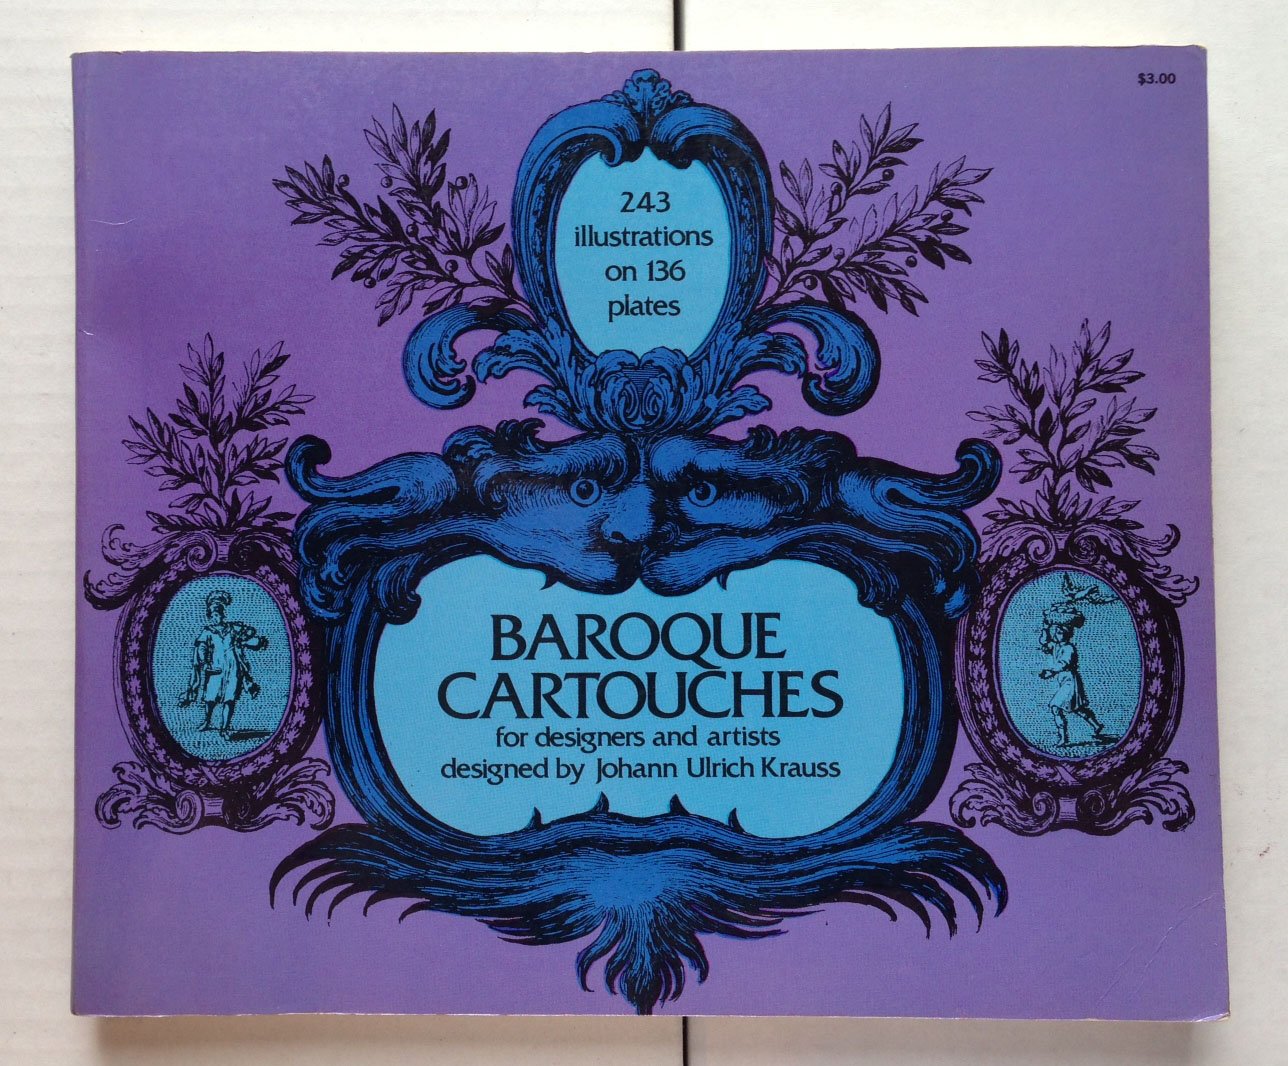 $3.00
243
illustrations
on 136
plates
BAROQUE
CARTOUCHES
for designers and artists
designed by Johann Ulrich Krauss